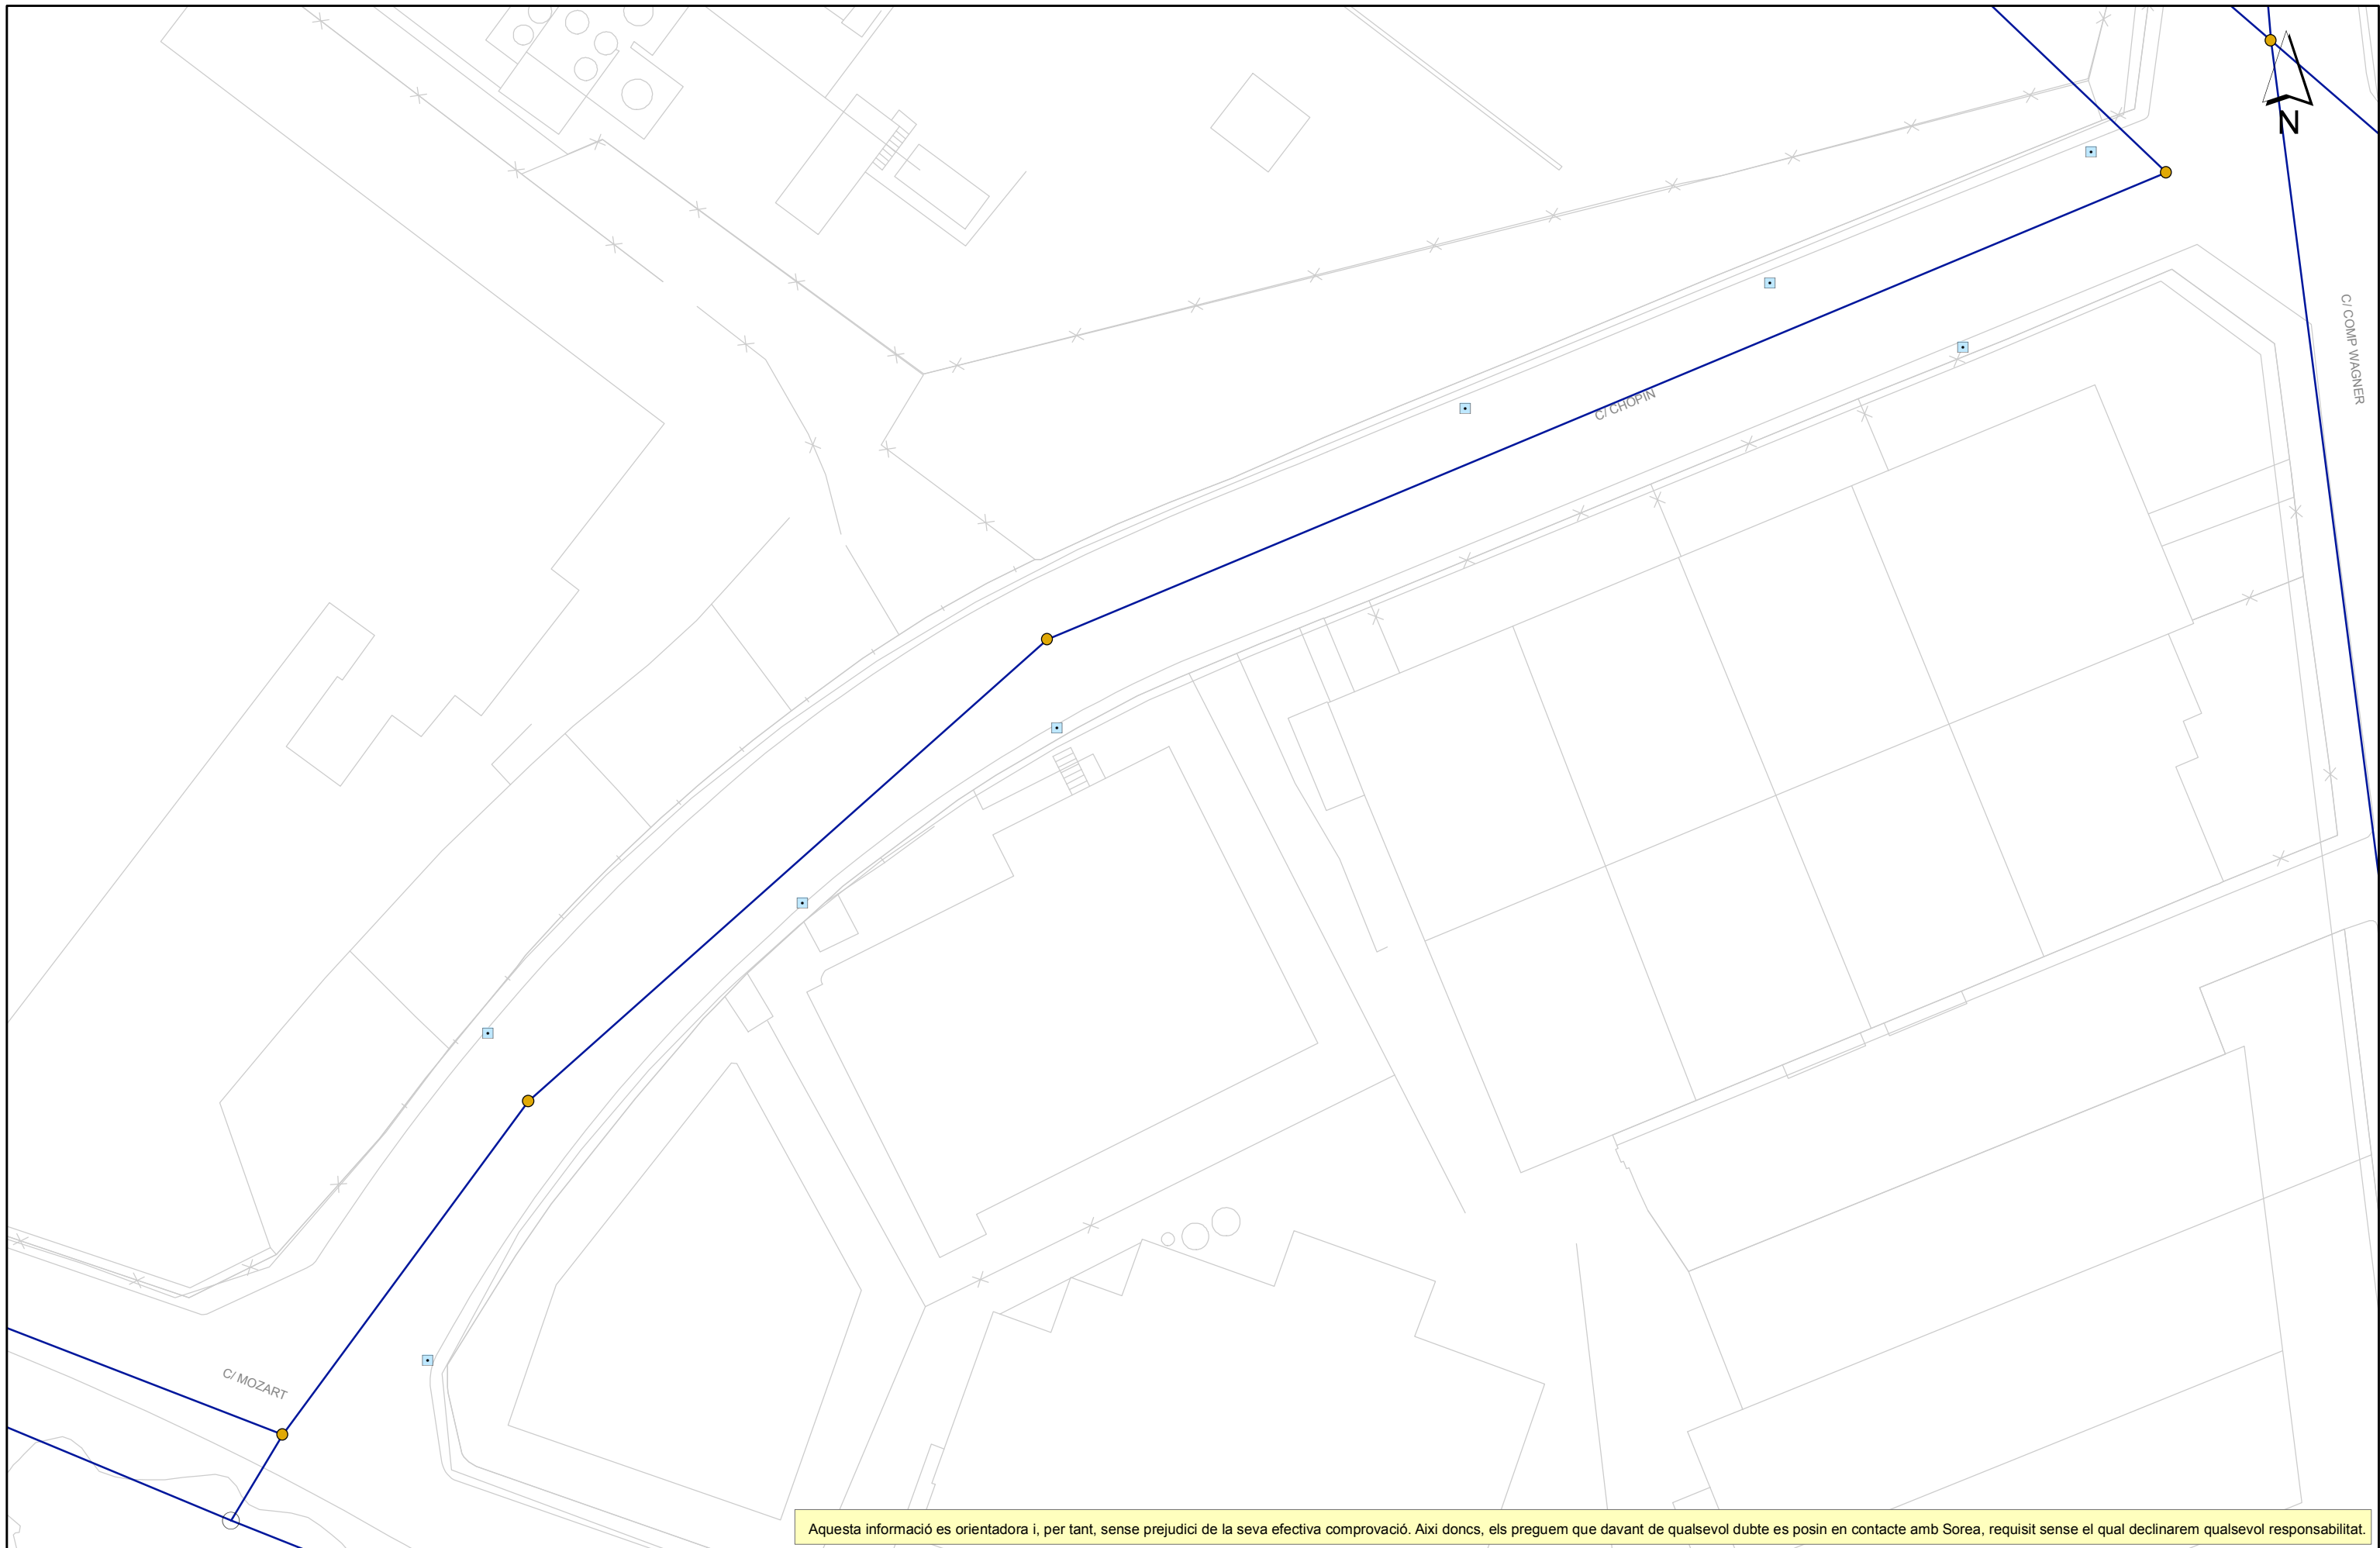 N
C/ COMP WAGNER
C/ CHOPIN
C/ MOZART
Aquesta informació es orientadora i, per tant, sense prejudici de la seva efectiva comprovació. Aixi doncs, els preguem que davant de qualsevol dubte es posin en contacte amb Sorea, requisit sense el qual declinarem qualsevol responsabilitat.